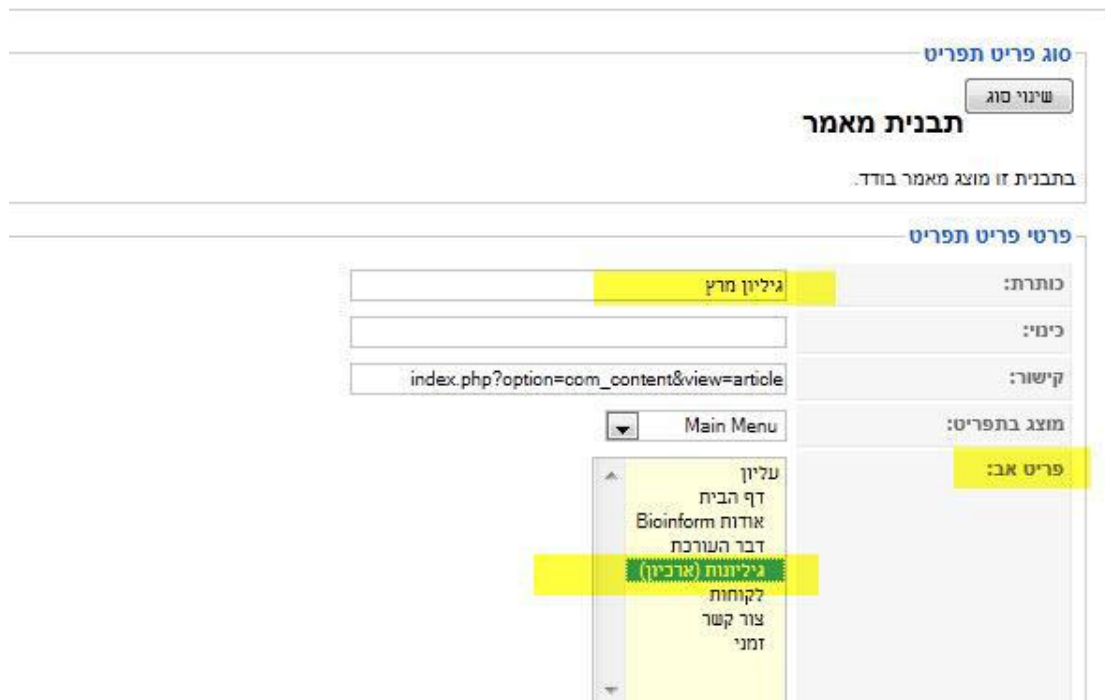 סוג פריט תפריט
שינוי סוג
תבנית מאמר
בתבנית זו מוצג מאמר בודד.
פרטי פריט תפריט
כותרת: גיליון מרץ
כינוי:
קישור: index.php?option=com_content&view=article
מוצג בתפריט: Main Menu
פריט אב:
עליון
דף הבית
אודות Bioinform
דבר העורכת
גיליונות (ארכיון)
לקוחות
צור קשר
זמני